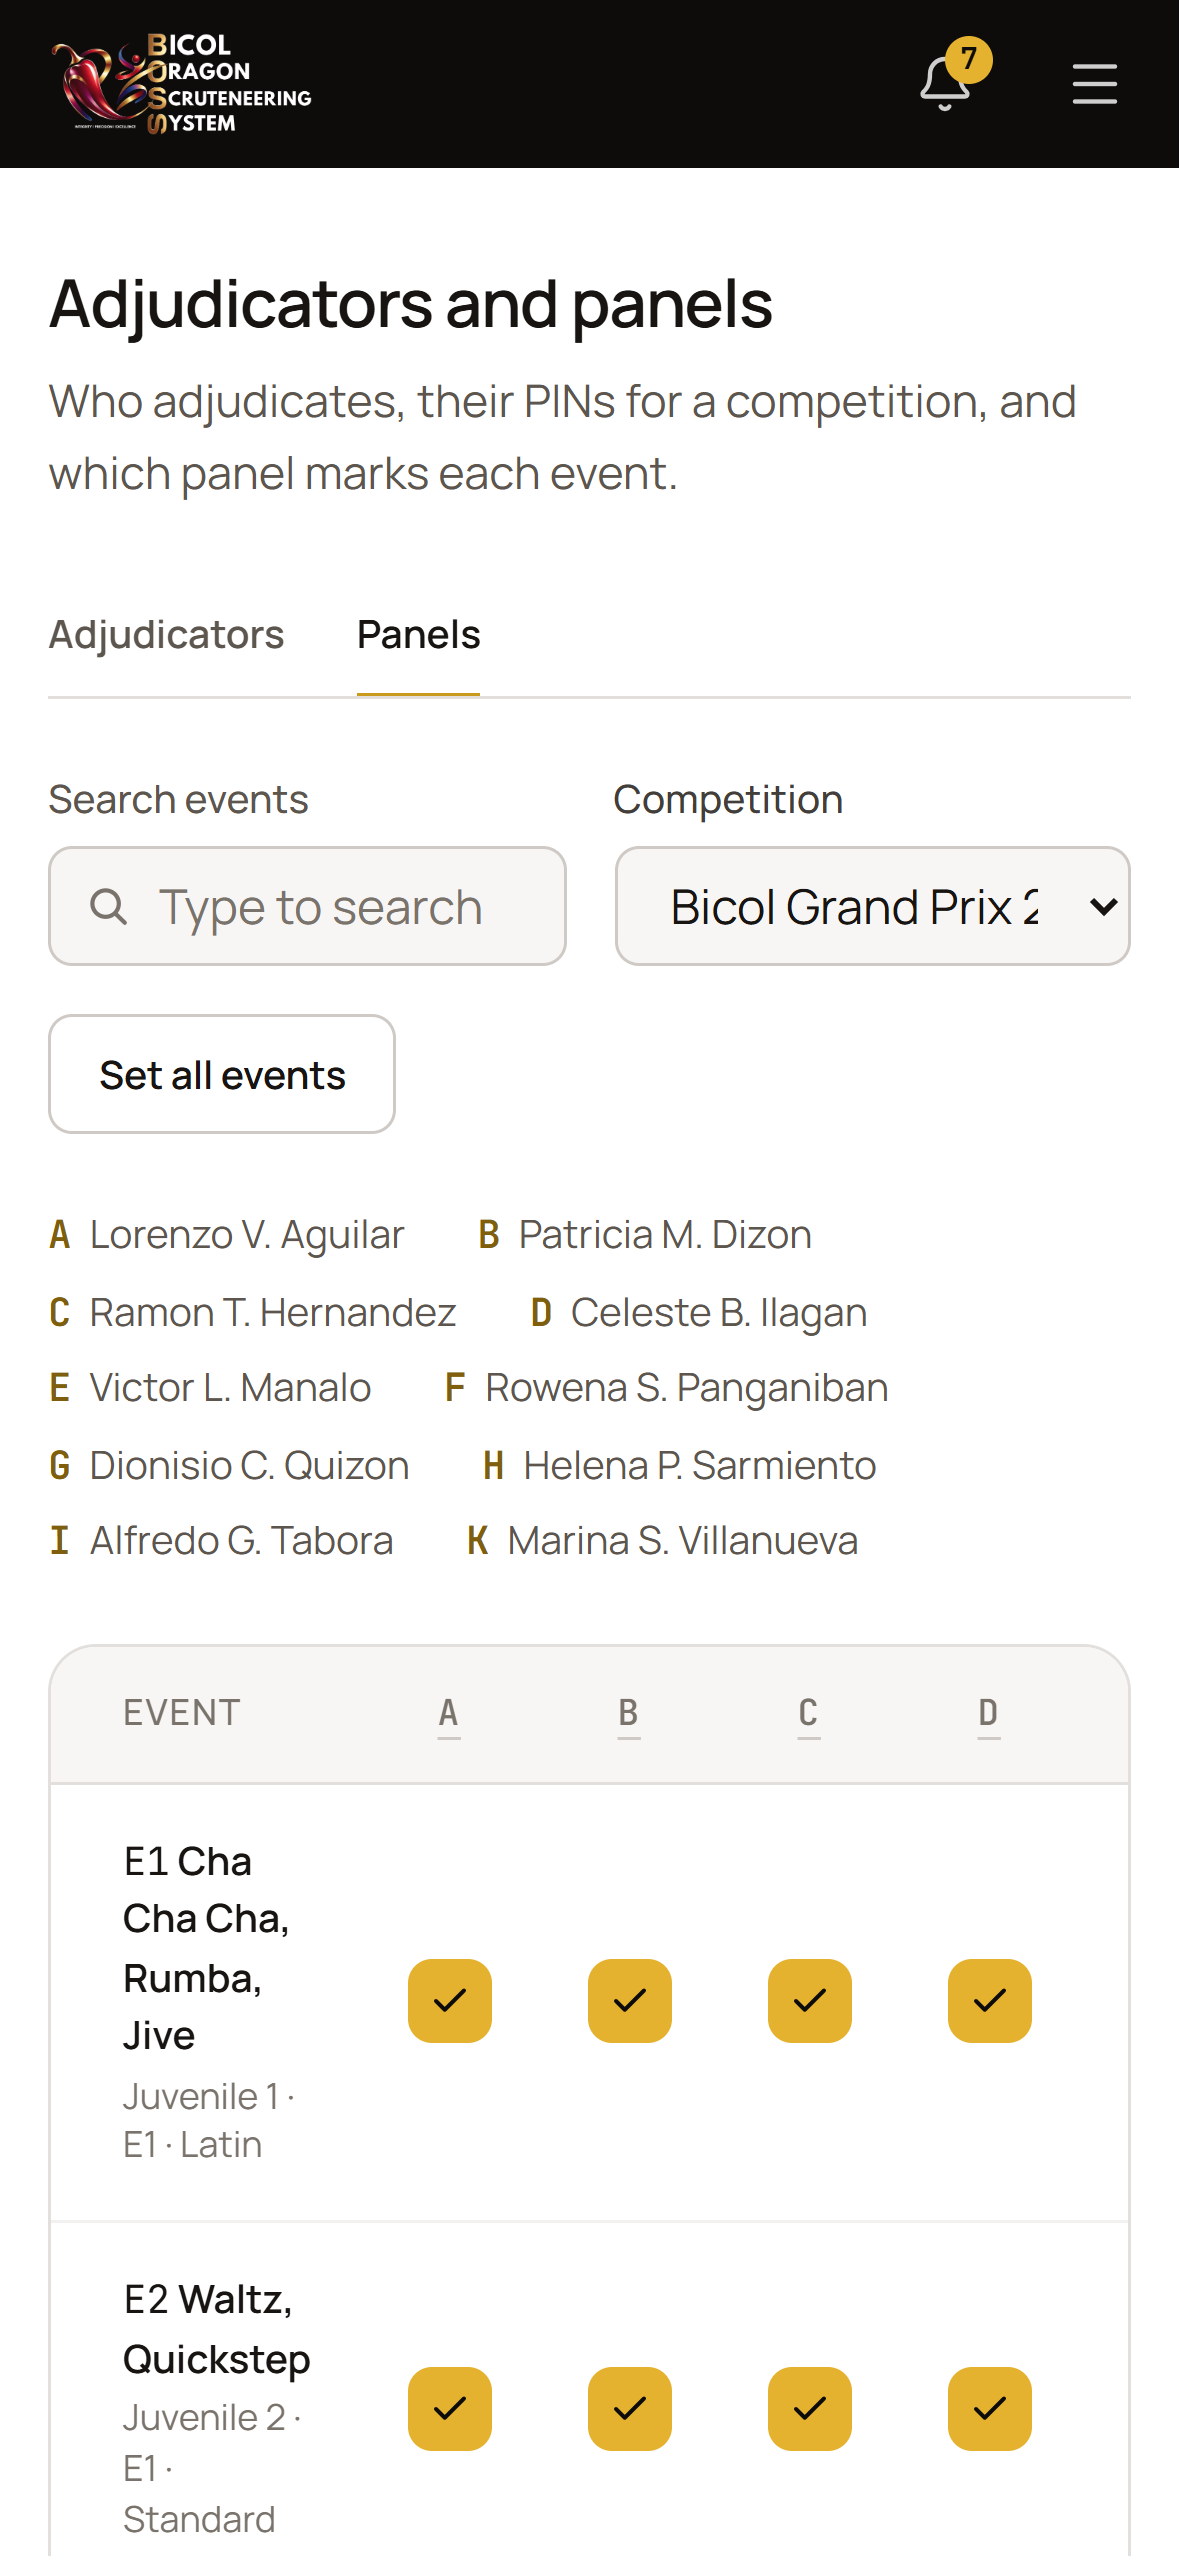 BICOL
DRAGON
SCRUTENEERING
SYSTEM
INTEGRITY | PRECISION | EXCELLENCE
7
Adjudicators and panels
Who adjudicates, their PINs for a competition, and
which panel marks each event.
Adjudicators Panels
Search events Competition
Type to search Bicol Grand Prix 2
Set all events
A Lorenzo V. Aguilar B Patricia M. Dizon
C Ramon T. Hernandez D Celeste B. Ilagan
E Victor L. Manalo F Rowena S. Panganiban
G Dionisio C. Quizon H Helena P. Sarmiento
I Alfredo G. Tabora K Marina S. Villanueva
EVENT A B C D
E1 Cha
Cha Cha,
Rumba,
Jive
Juvenile 1 ·
E1 · Latin
E2 Waltz,
Quickstep
Juvenile 2 ·
E1 ·
Standard